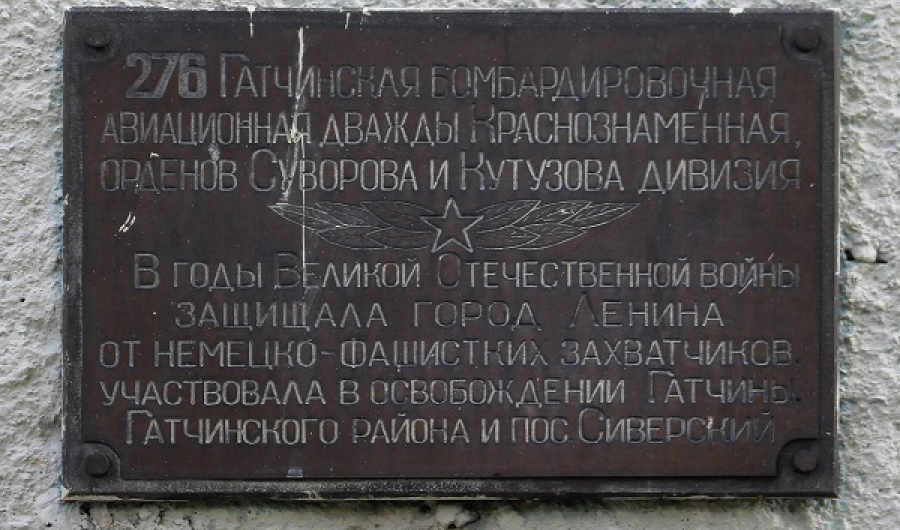 276 Гатчинская бомбардировочная
авиационная дважды Краснознаменная,
орденов Суворова и Кутузова дивизия
В годы Великой Отечественной войны
защищала город Ленина
от немецко-фашистких захватчиков.
участвовала в освобождении Гатчины,
Гатчинского района и пос. Сиверский